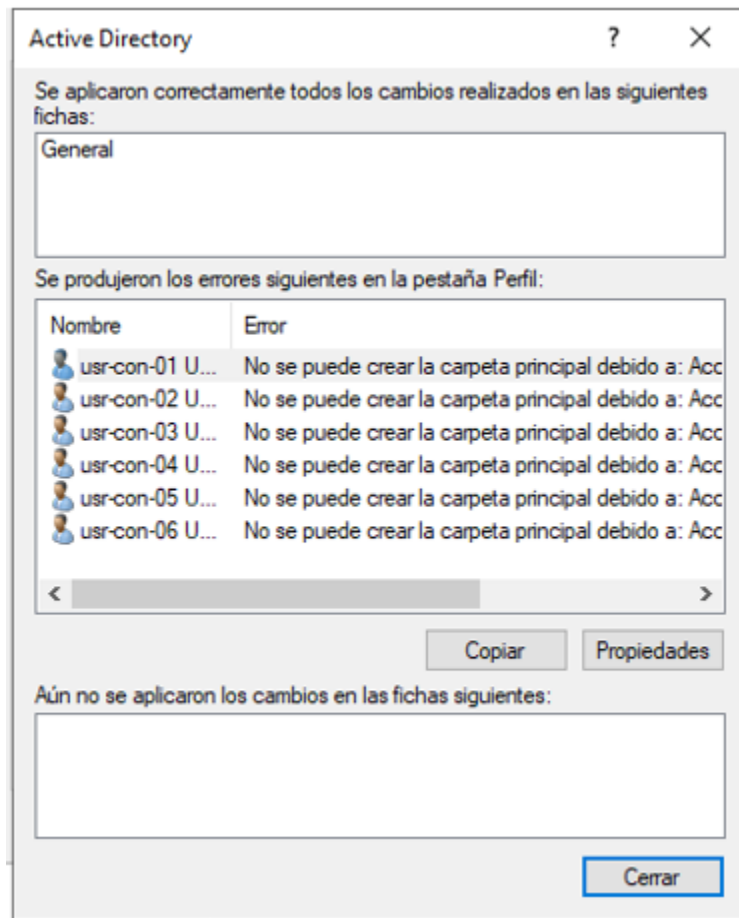 Active Directory
Se aplicaron correctamente todos los cambios realizados en las siguientes
fichas:
General
Se produjeron los errores siguientes en la pestaña Perfil:
Nombre Error
usr-con-01 U... No se puede crear la carpeta principal debido a: Acc
usr-con-02 U... No se puede crear la carpeta principal debido a: Acc
usr-con-03 U... No se puede crear la carpeta principal debido a: Acc
usr-con-04 U... No se puede crear la carpeta principal debido a: Acc
usr-con-05 U... No se puede crear la carpeta principal debido a: Acc
usr-con-06 U... No se puede crear la carpeta principal debido a: Acc
Copiar Propiedades
Aún no se aplicaron los cambios en las fichas siguientes:
Cerrar